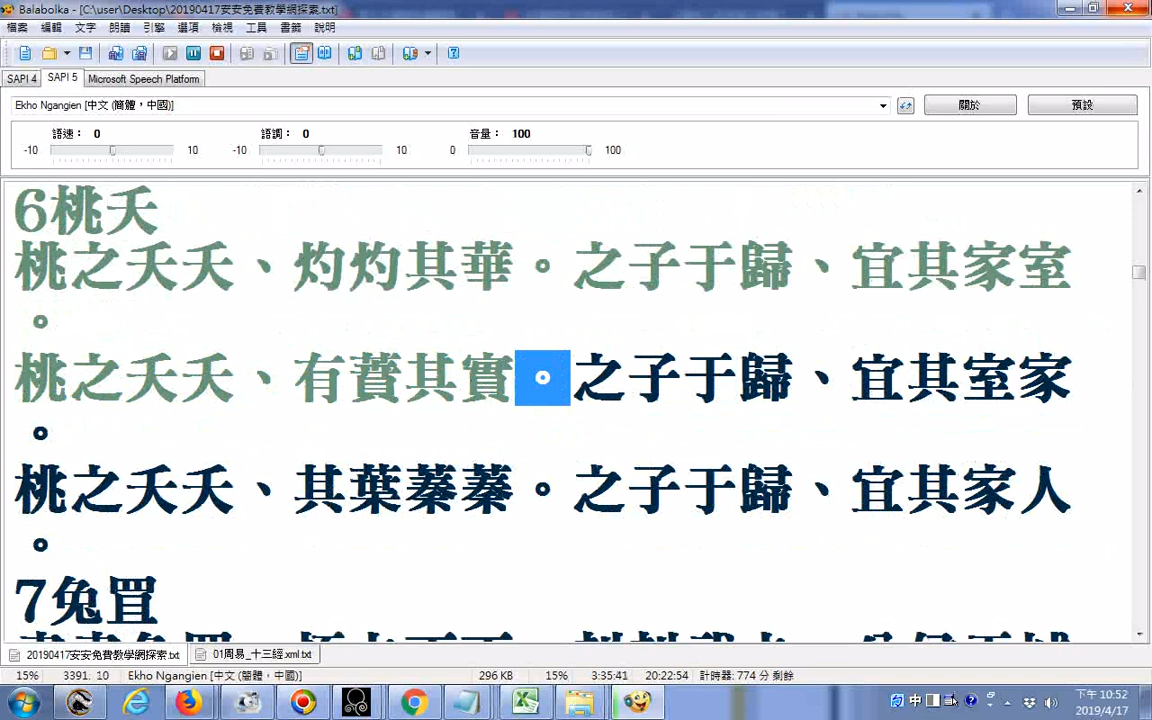 Balabolka - [C:\user\Desktop\20190417安安免費教學網探索.txt]
檔案 編輯 文字 朗讀 引擎 選項 檢視 工具 書籤 說明
SAPI 4 SAPI 5 Microsoft Speech Platform
Ekho Ngangien [中文 (簡體，中國)] 關於 預設
語速： 0 語調： 0 音量： 100
-10 10 -10 10 0 100
6桃夭
桃之夭夭、灼灼其華。之子于歸、宜其家室
。
桃之夭夭、有蕡其實。之子于歸、宜其室家
。
桃之夭夭、其葉蓁蓁。之子于歸、宜其家人
。
7兔罝
20190417安安免費教學網探索.txt 01周易_十三經.xml.txt
15% 3391: 10 Ekho Ngangien [中文 (簡體，中國)] 296 KB 15% 3:35:41 20:22:54 計時器: 774 分 剩餘
中 下午 10:52
2019/4/17